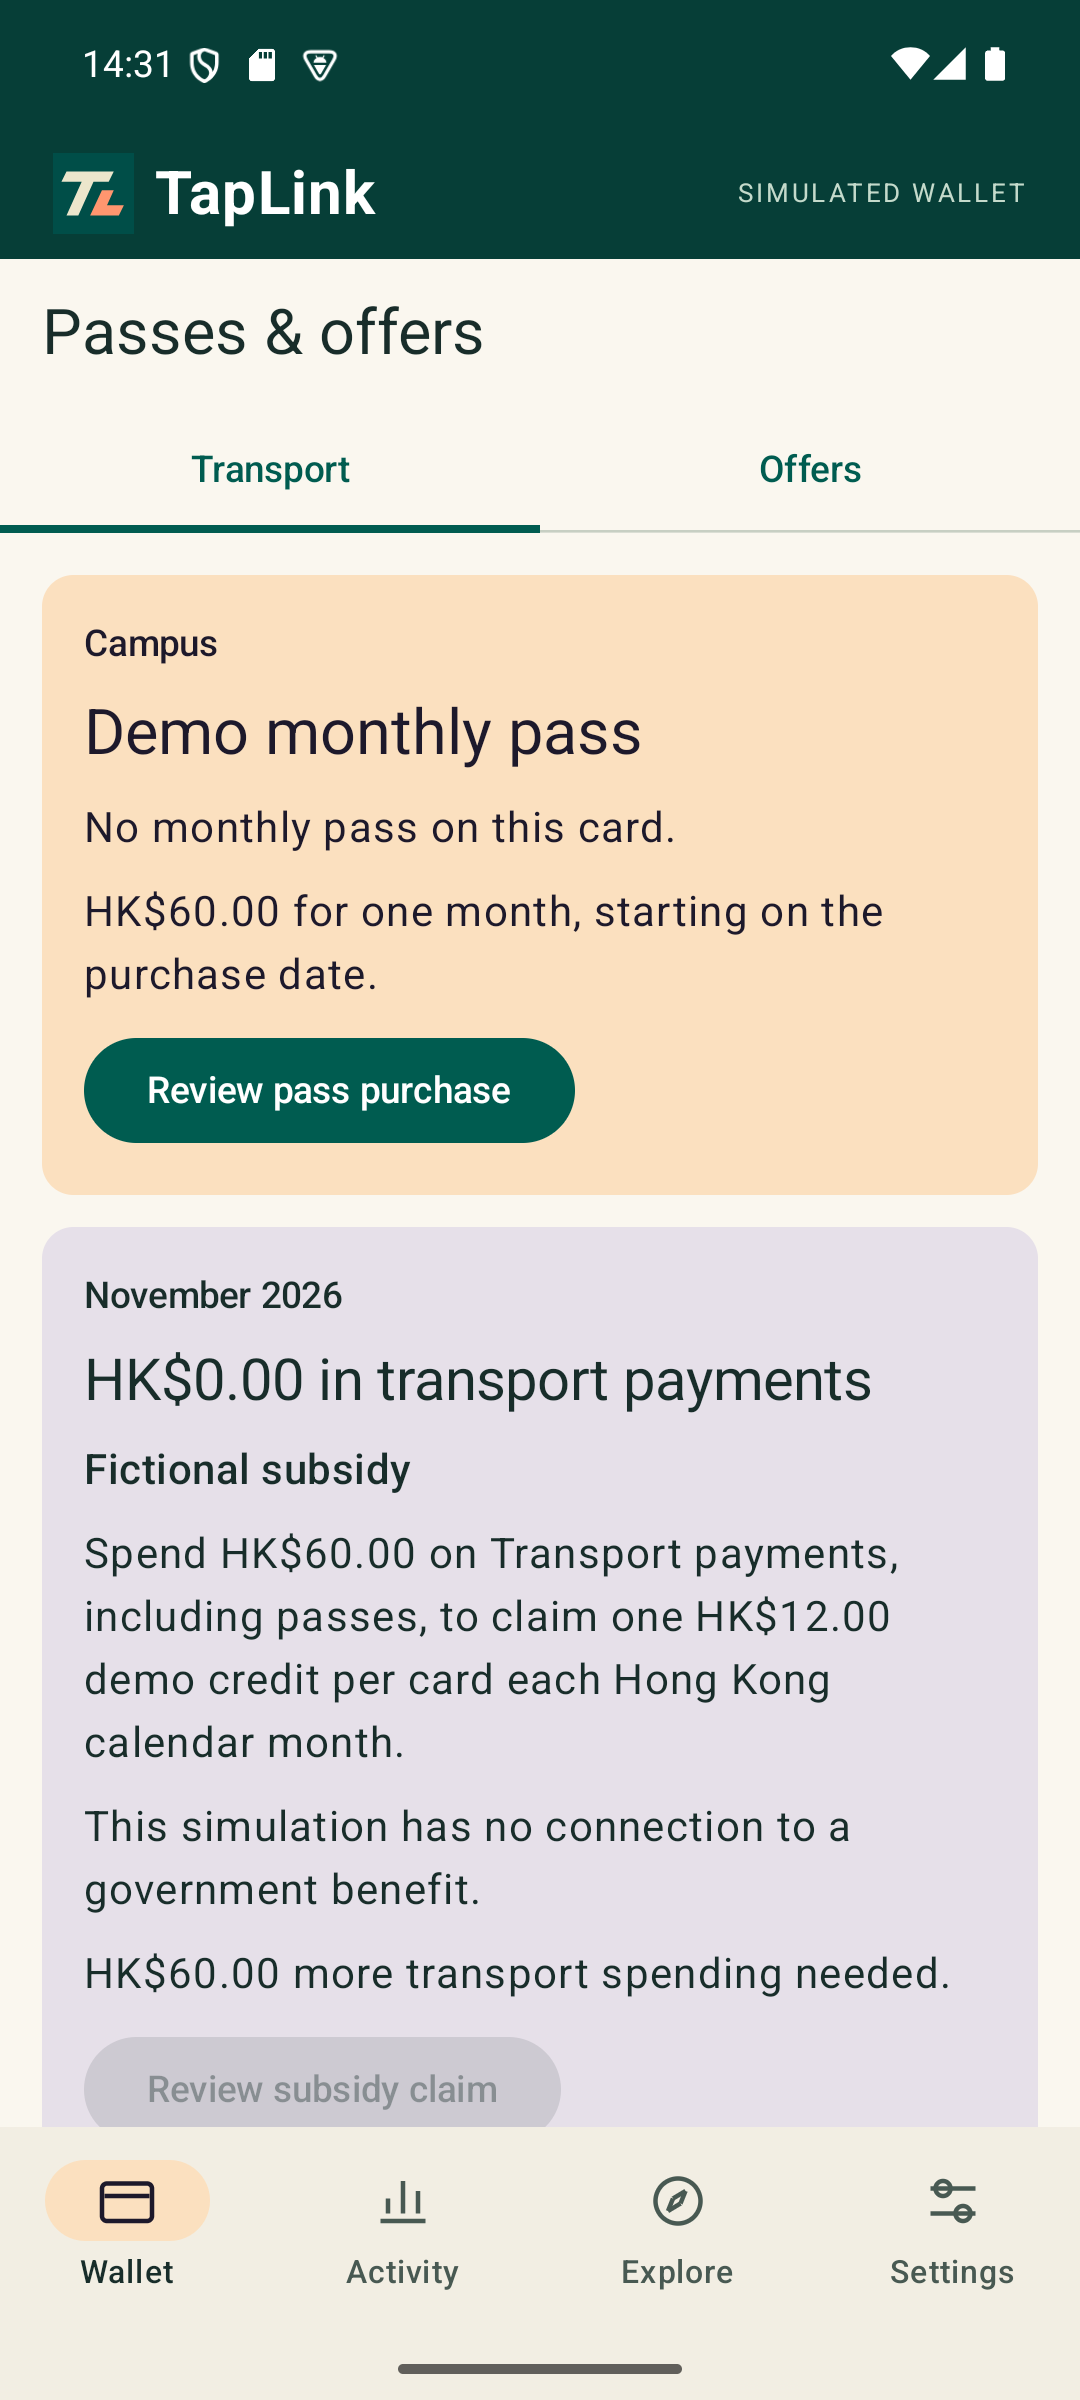 14:31
TL TapLink
SIMULATED WALLET
Passes & offers
Transport
Offers
Campus
Demo monthly pass
No monthly pass on this card.
HK$60.00 for one month, starting on the
purchase date.
Review pass purchase
November 2026
HK$0.00 in transport payments
Fictional subsidy
Spend HK$60.00 on Transport payments,
including passes, to claim one HK$12.00
demo credit per card each Hong Kong
calendar month.
This simulation has no connection to a
government benefit.
HK$60.00 more transport spending needed.
Review subsidy claim
Wallet
Activity
Explore
Settings